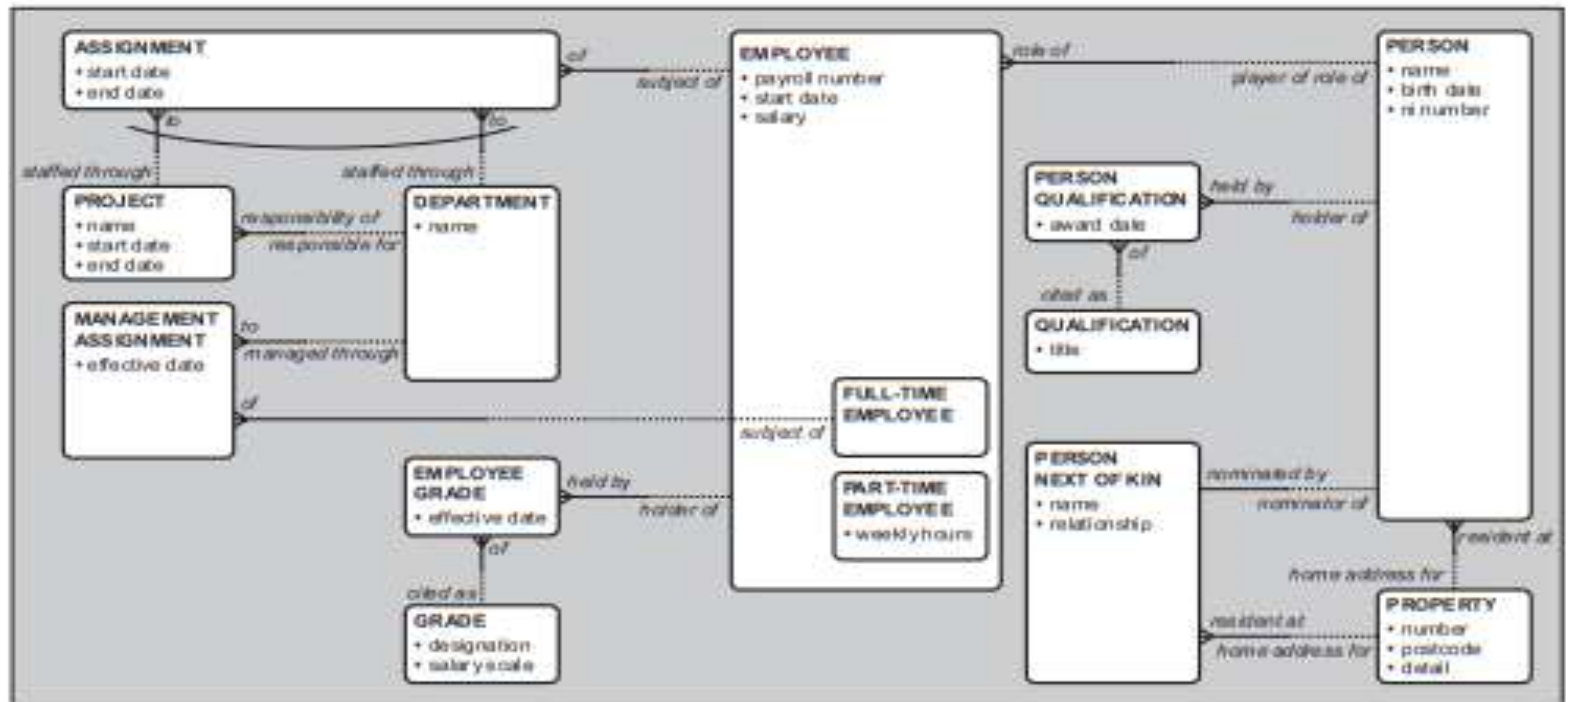 ASSIGNMENT
• start date
• end date
of
subject of
EMPLOYEE
• payroll number
• start date
• salary
role of
player of role of
PERSON
• name
• birth date
• ni number
to
to
staffed through
staffed through
PROJECT
• name
• start date
• end date
responsibility of
responsible for
DEPARTMENT
• name
PERSON
QUALIFICATION
• award date
held by
holder of
of
cited as
QUALIFICATION
• title
MANAGEMENT
ASSIGNMENT
• effective date
to
managed through
of
subject of
FULL-TIME
EMPLOYEE
PART-TIME
EMPLOYEE
• weekly hours
EMPLOYEE
GRADE
• effective date
held by
holder of
of
cited as
GRADE
• designation
• salary scale
PERSON
NEXT OF KIN
• name
• relationship
nominated by
nominator of
resident at
home address for
resident at
home address for
PROPERTY
• number
• postcode
• detail